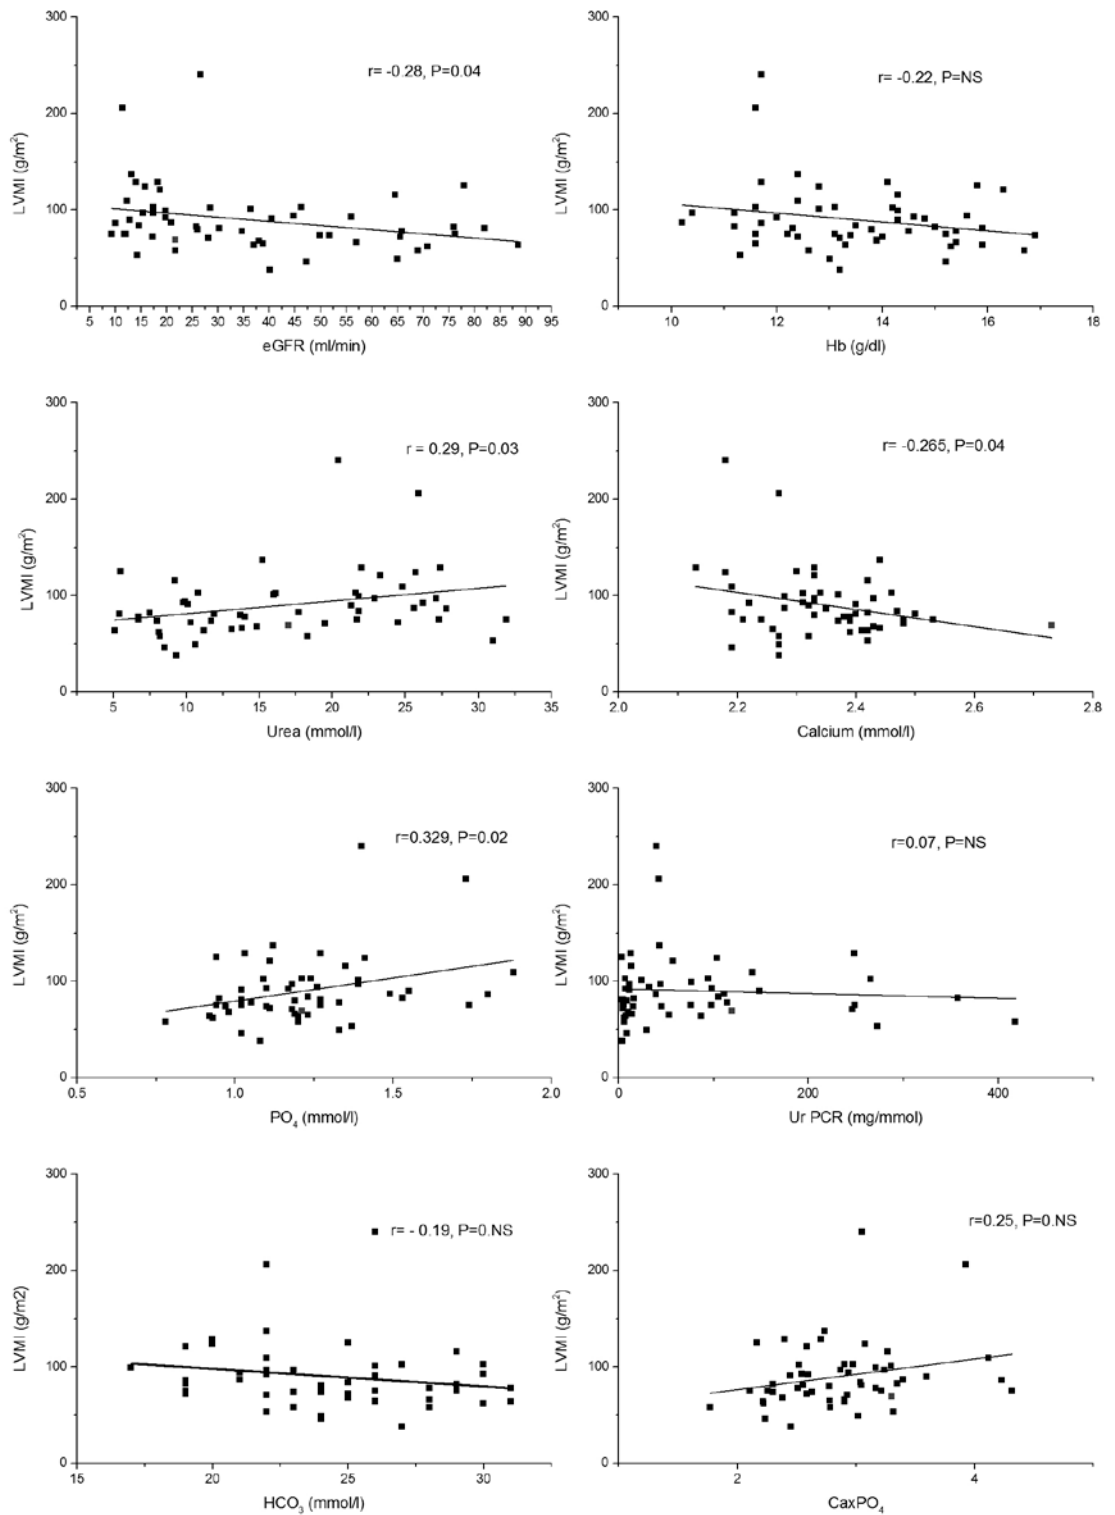 300
200
100
0
LVMI (g/m²)
r= -0.28, P=0.04
5 10 15 20 25 30 35 40 45 50 55 60 65 70 75 80 85 90 95
eGFR (ml/min)
300
200
100
0
LVMI (g/m²)
r= -0.22, P=NS
10 12 14 16 18
Hb (g/dl)
300
200
100
0
LVMI (g/m²)
r = 0.29, P=0.03
5 10 15 20 25 30 35
Urea (mmol/l)
300
200
100
0
LVMI (g/m²)
r= -0.265, P=0.04
2.0 2.2 2.4 2.6 2.8
Calcium (mmol/l)
300
200
100
0
LVMI (g/m²)
r=0.329, P=0.02
0.5 1.0 1.5 2.0
PO₄ (mmol/l)
300
200
100
0
LVMI (g/m²)
r=0.07, P=NS
0 200 400
Ur PCR (mg/mmol)
300
200
100
0
LVMI (g/m2)
r= - 0.19, P=0.NS
15 20 25 30
HCO₃ (mmol/l)
300
200
100
0
LVMI (g/m²)
r=0.25, P=0.NS
2 4
CaxPO₄